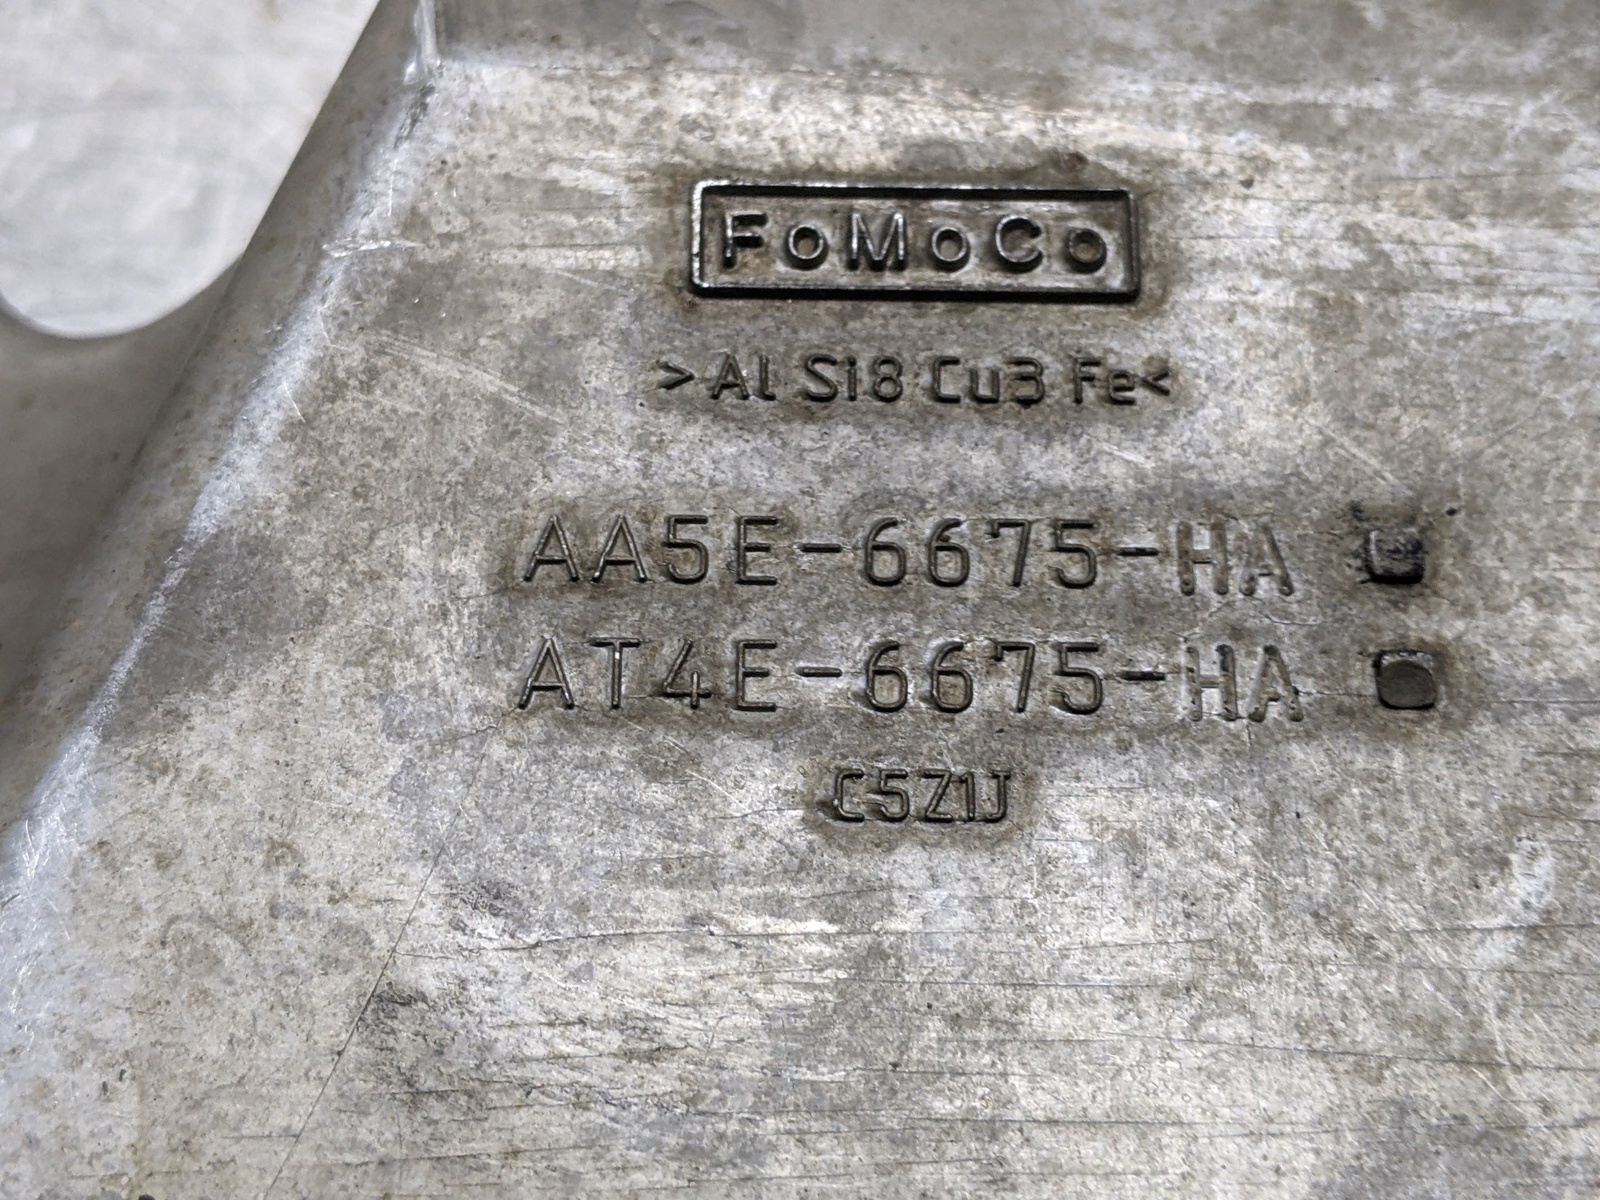 FoMoCo
>Al Si8 Cu3 Fe<
AA5E-6675-HA
AT4E-6675-HA
C5Z1J